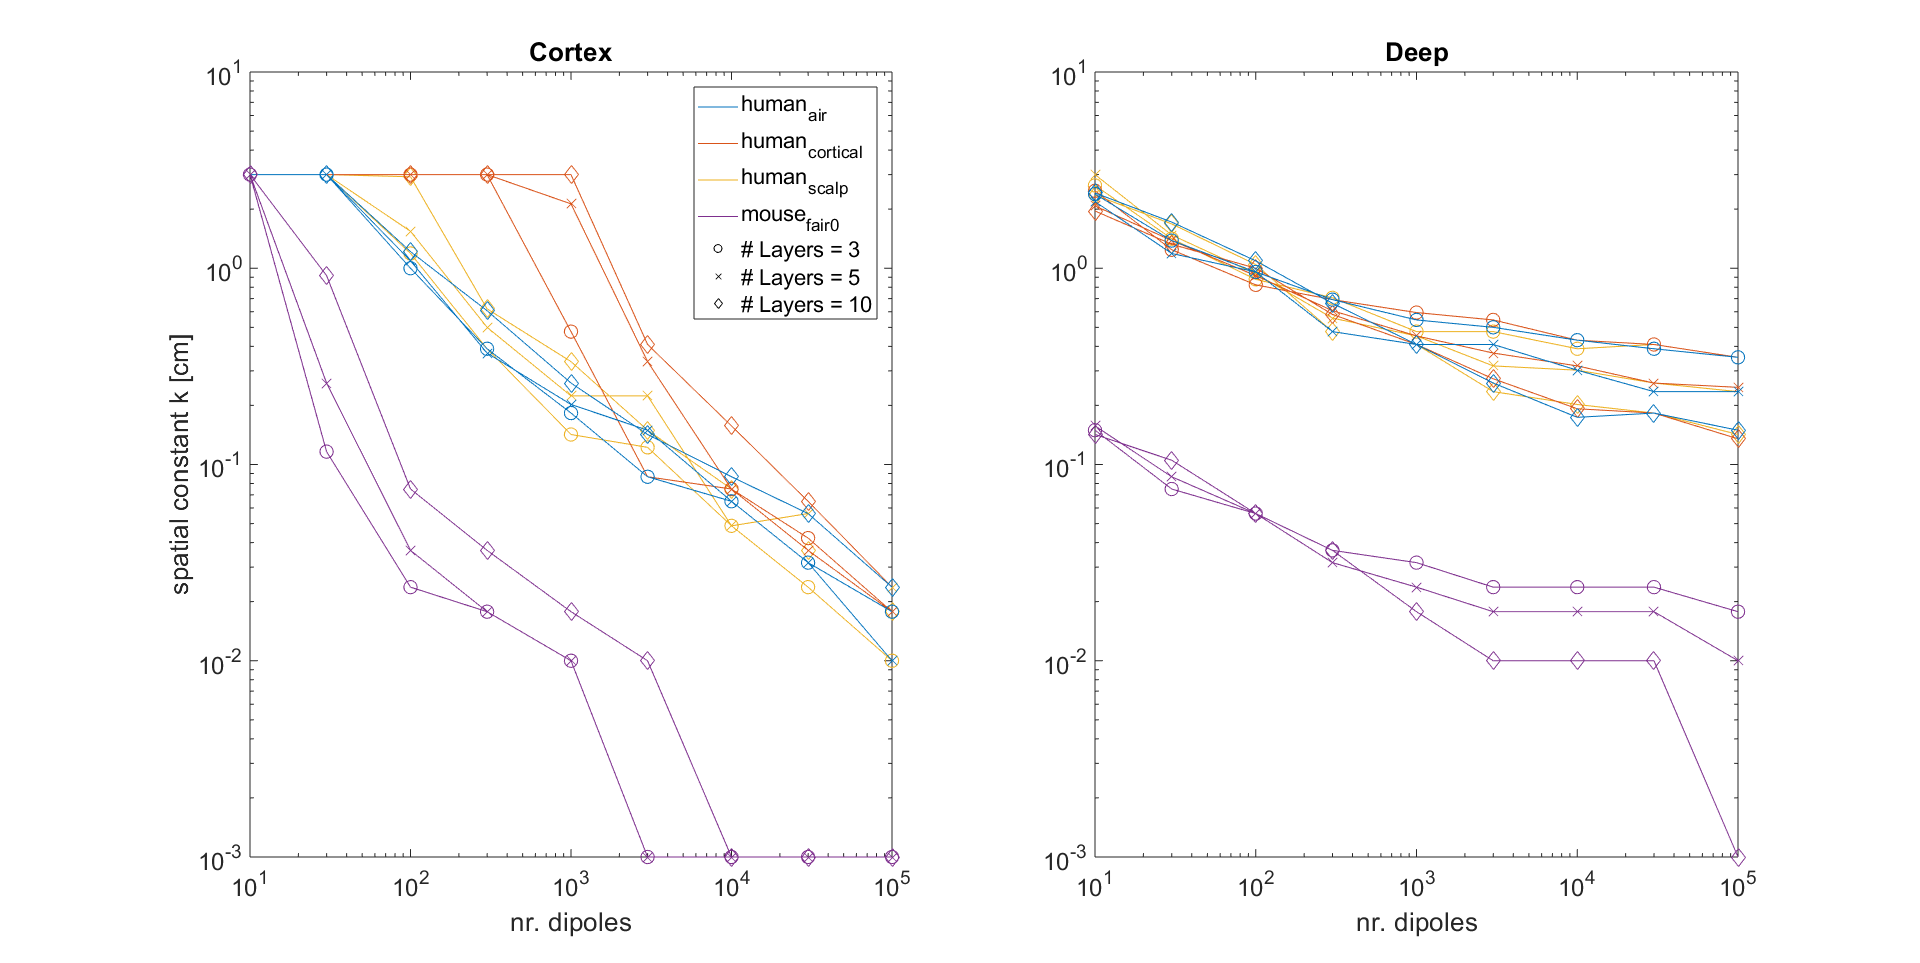 Cortex
10^1
10^0
10^-1
10^-2
10^-3
spatial constant k [cm]
10^1 10^2 10^3 10^4 10^5
nr. dipoles
human_air
human_cortical
human_scalp
mouse_fair0
# Layers = 3
# Layers = 5
# Layers = 10
Deep
10^1
10^0
10^-1
10^-2
10^-3
10^1 10^2 10^3 10^4 10^5
nr. dipoles